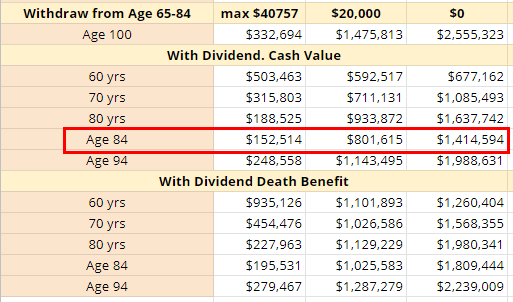 Withdraw from Age 65-84 max $40757 $20,000 $0
Age 100 $332,694 $1,475,813 $2,555,323
With Dividend. Cash Value
60 yrs $503,463 $592,517 $677,162
70 yrs $315,803 $711,131 $1,085,493
80 yrs $188,525 $933,872 $1,637,742
Age 84 $152,514 $801,615 $1,414,594
Age 94 $248,558 $1,143,495 $1,988,631
With Dividend Death Benefit
60 yrs $935,126 $1,101,893 $1,260,404
70 yrs $454,476 $1,026,586 $1,568,355
80 yrs $227,963 $1,129,229 $1,980,341
Age 84 $195,531 $1,025,583 $1,809,444
Age 94 $279,467 $1,287,279 $2,239,009